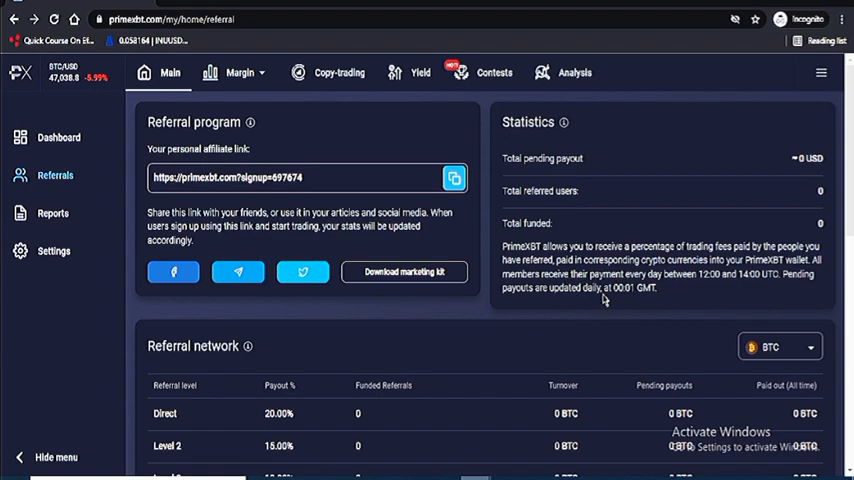 primexbt.com/my/home/referral
Incognito
Quick Course On Ef...
0.058164 | INUUSD...
Reading list
PX
BTC/USD
47,038.8 -5.99%
Main
Margin
Copy-trading
Yield
HOT!
Contests
Analysis
Dashboard
Referrals
Reports
Settings
Hide menu
Referral program
Your personal affiliate link:
https://primexbt.com?signup=697674
Share this link with your friends, or use it in your articles and social media. When
users sign up using this link and start trading, your stats will be updated
accordingly.
Download marketing kit
Statistics
Total pending payout ≈ 0 USD
Total referred users: 0
Total funded: 0
PrimeXBT allows you to receive a percentage of trading fees paid by the people you
have referred, paid in corresponding crypto currencies into your PrimeXBT wallet. All
members receive their payment every day between 12:00 and 14:00 UTC. Pending
payouts are updated daily, at 00:01 GMT.
Referral network
BTC
Referral level Payout % Funded Referrals Turnover Pending payouts Paid out (All time)
Direct 20.00% 0 0 BTC 0 BTC 0 BTC
Level 2 15.00% 0 0 BTC 0 BTC 0 BTC
Activate Windows
to Settings to activate Windows.